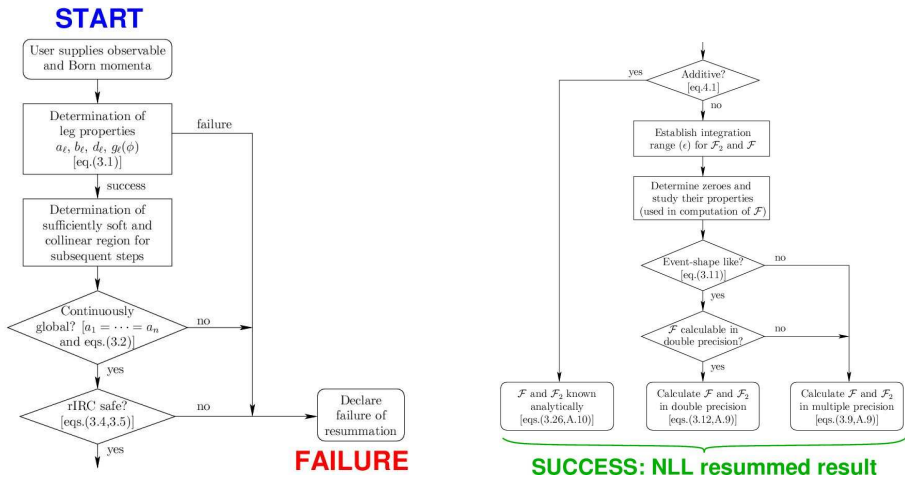 START
User supplies observable
and Born momenta
Determination of
leg properties
aℓ, bℓ, dℓ, gℓ(ϕ)
[eq.(3.1)]
failure
success
Determination of
sufficiently soft and
collinear region for
subsequent steps
Continuously
global? [a₁ = ⋯ = aₙ
and eqs.(3.2)]
no
yes
rIRC safe?
[eqs.(3.4,3.5)]
no
yes
Declare
failure of
resummation
FAILURE
Additive?
[eq.4.1]
yes
no
Establish integration
range (ϵ) for ℱ₂ and ℱ
Determine zeroes and
study their properties
(used in computation of ℱ)
Event-shape like?
[eq.(3.11)]
no
yes
ℱ calculable in
double precision?
no
yes
ℱ and ℱ₂ known
analytically
[eqs.(3.26,A.10)]
Calculate ℱ and ℱ₂
in double precision
[eqs.(3.12,A.9)]
Calculate ℱ and ℱ₂
in multiple precision
[eqs.(3.9,A.9)]
SUCCESS: NLL resummed result